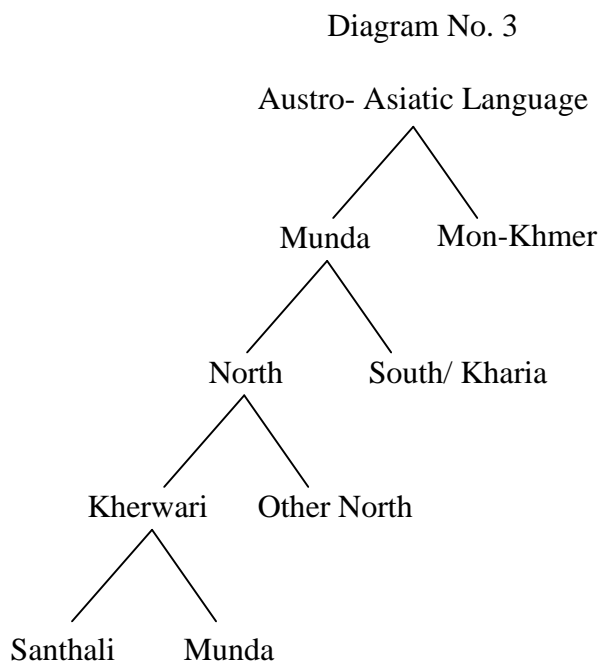 Diagram No. 3
Austro- Asiatic Language
Munda Mon-Khmer
North South/ Kharia
Kherwari Other North
Santhali Munda